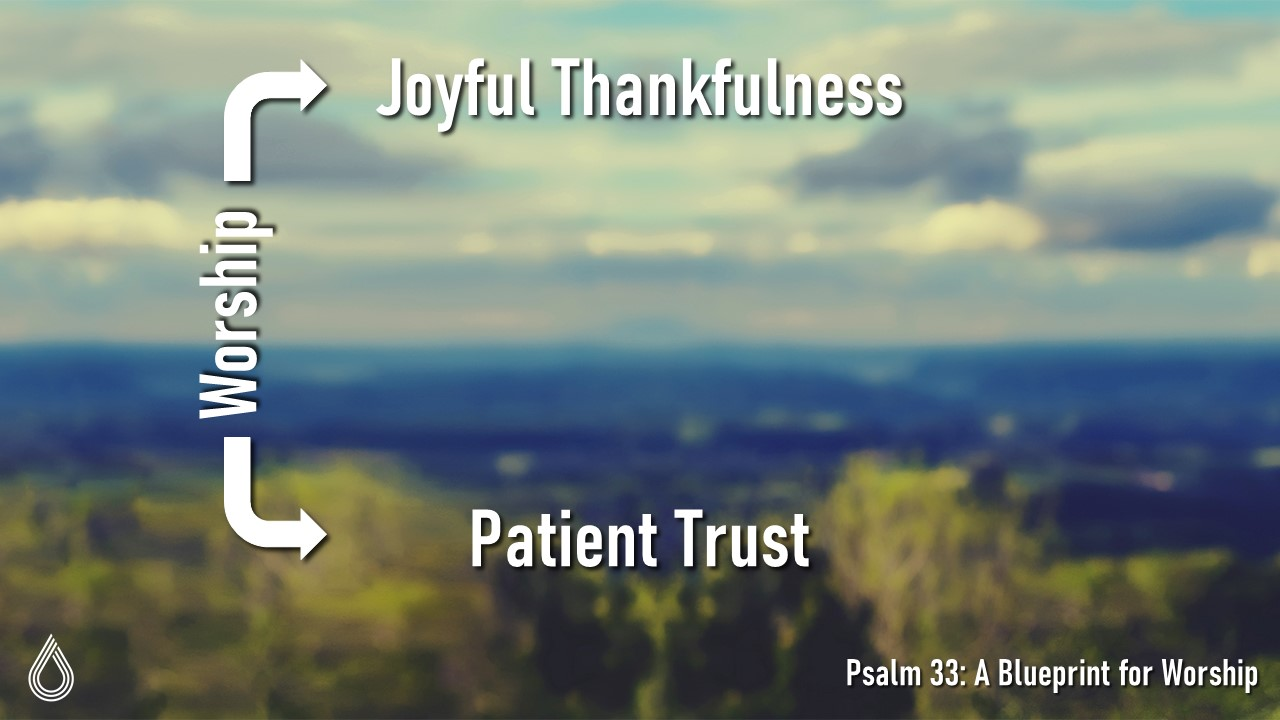 Joyful Thankfulness
Worship
Patient Trust
Psalm 33: A Blueprint for Worship